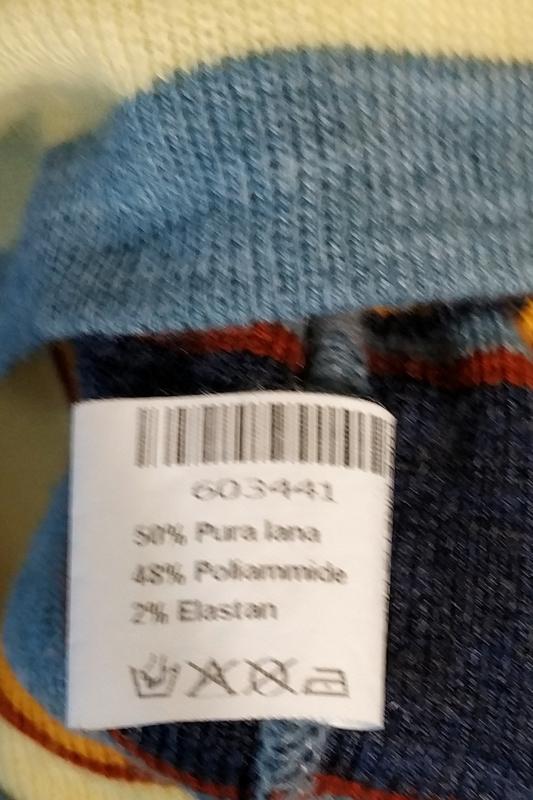 603441
50% Pura lana
48% Poliammide
2% Elastan